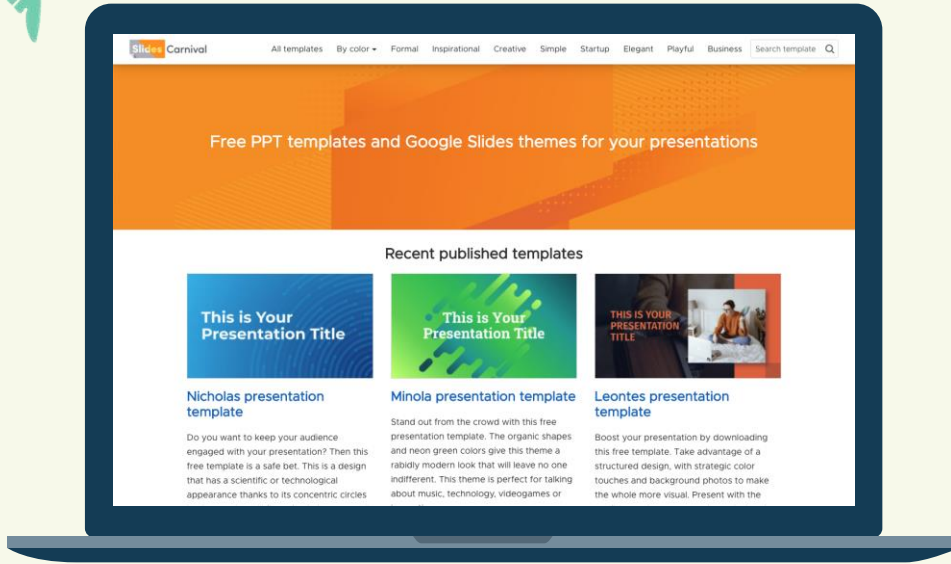 Slides Carnival
All templates By color Formal Inspirational Creative Simple Startup Elegant Playful Business Search template
Free PPT templates and Google Slides themes for your presentations
Recent published templates
This is Your
Presentation Title
Nicholas presentation
template
Do you want to keep your audience
engaged with your presentation? Then this
free template is a safe bet. This is a design
that has a scientific or technological
appearance thanks to its concentric circles
This is Your
Presentation Title
Minola presentation template
Stand out from the crowd with this free
presentation template. The organic shapes
and neon green colors give this theme a
rabidly modern look that will leave no one
indifferent. This theme is perfect for talking
about music, technology, videogames or
THIS IS YOUR
PRESENTATION
TITLE
Leontes presentation
template
Boost your presentation by downloading
this free template. Take advantage of a
structured design, with strategic color
touches and background photos to make
the whole more visual. Present with the